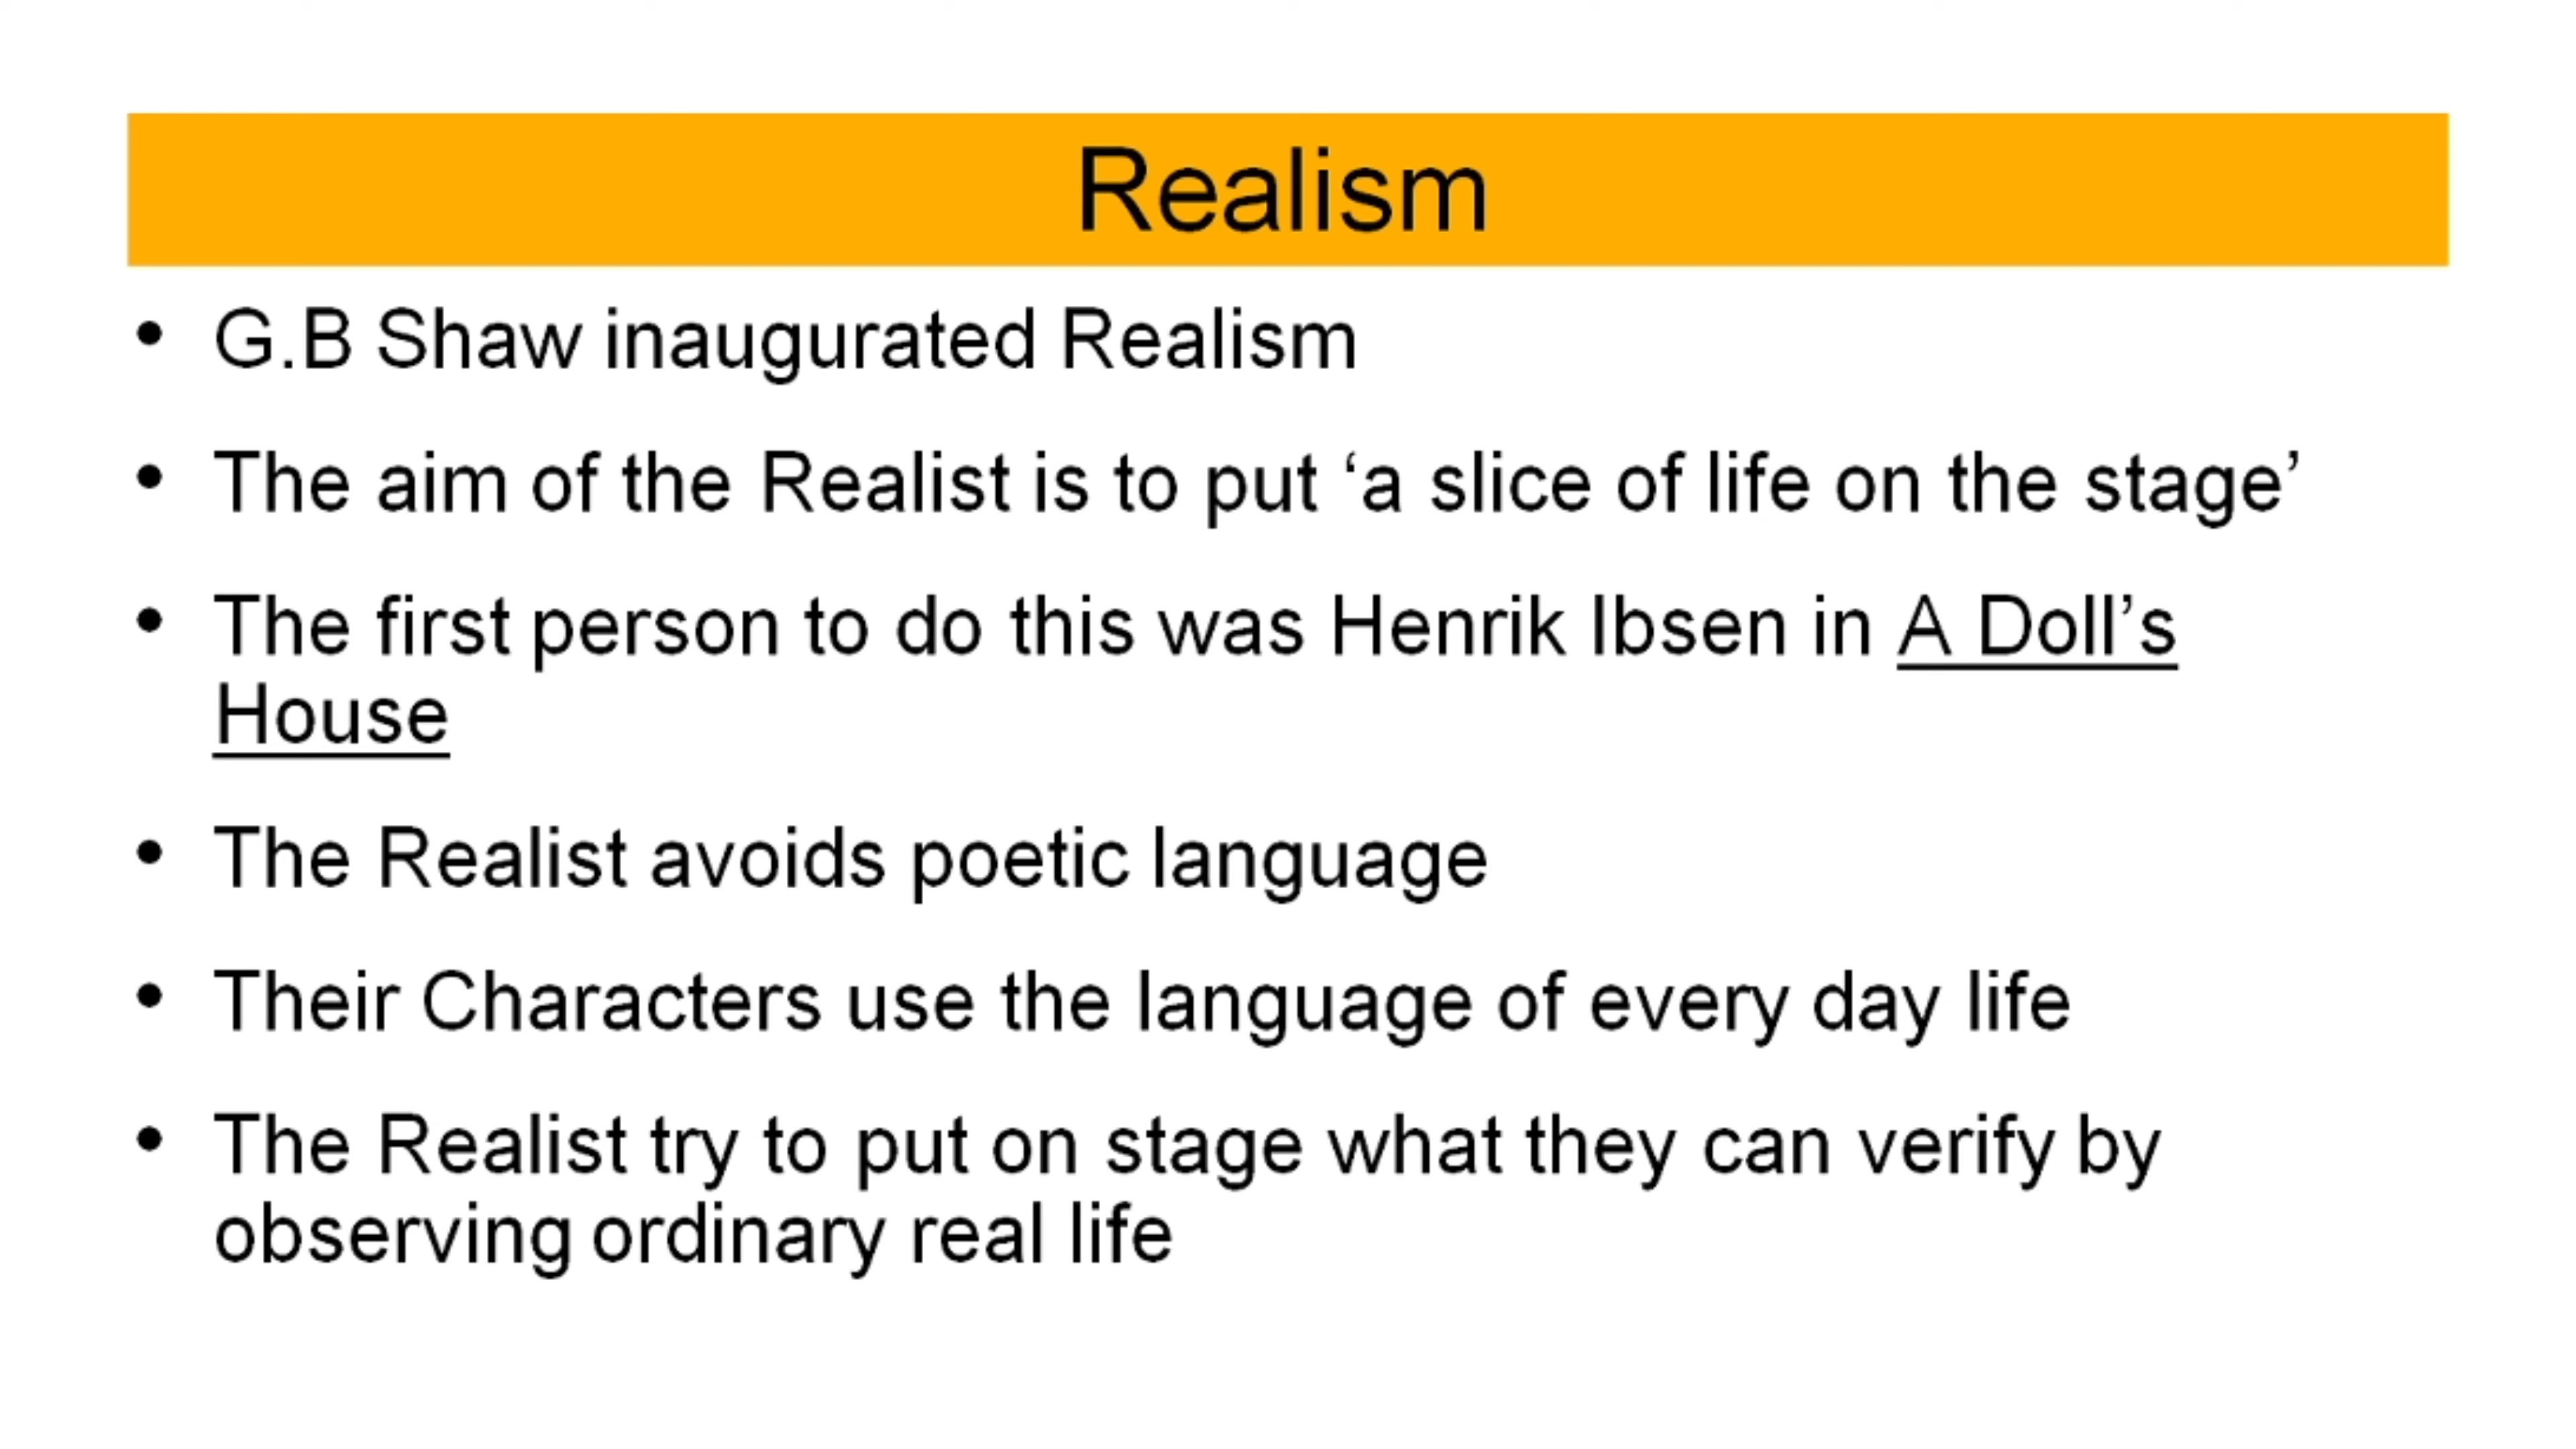 Realism
• G.B Shaw inaugurated Realism
• The aim of the Realist is to put ‘a slice of life on the stage’
• The first person to do this was Henrik Ibsen in A Doll’s
House
• The Realist avoids poetic language
• Their Characters use the language of every day life
• The Realist try to put on stage what they can verify by
observing ordinary real life